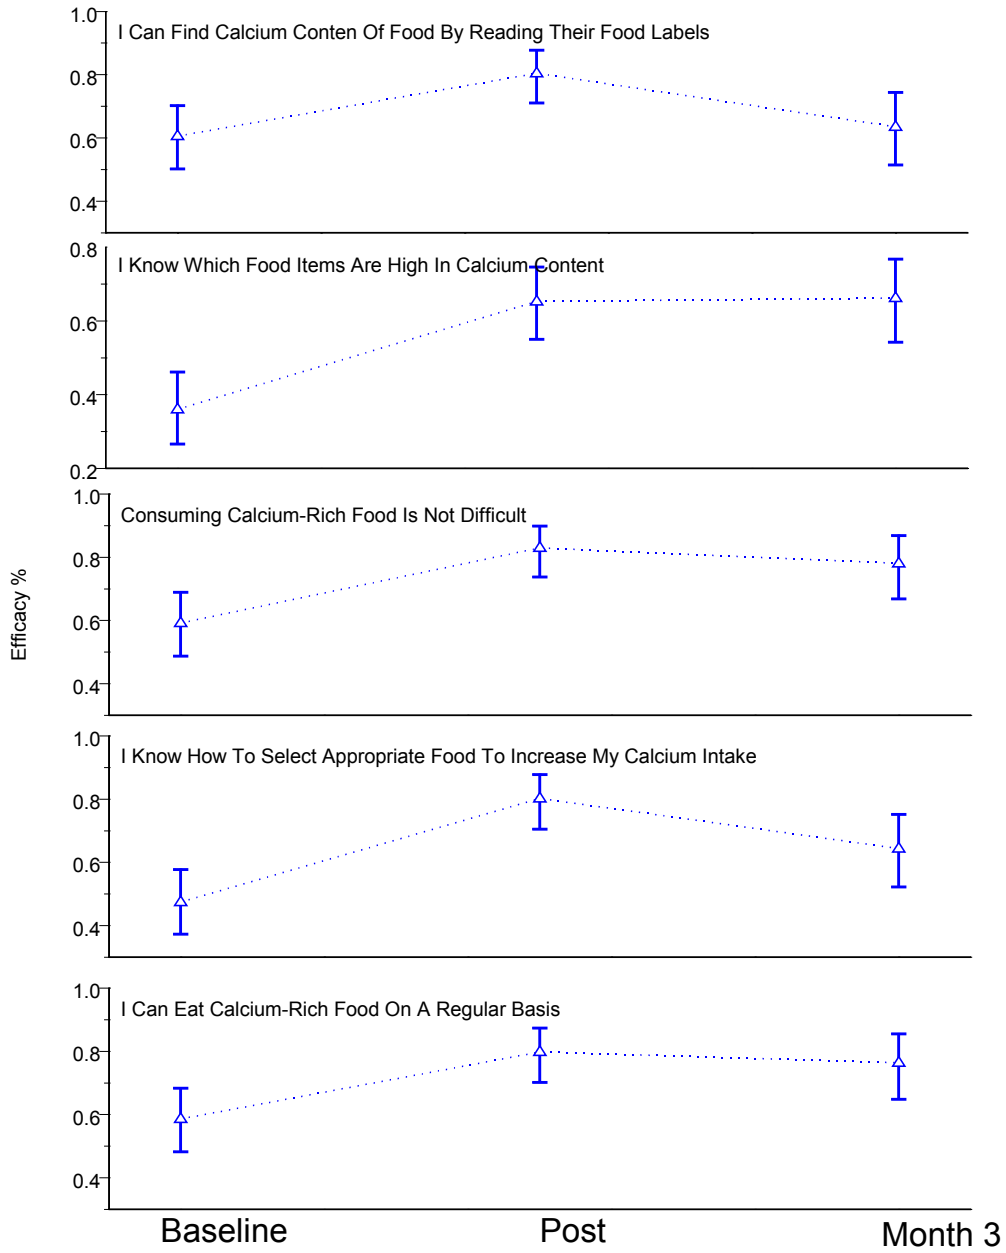 1.0
I Can Find Calcium Conten Of Food By Reading Their Food Labels
0.8
0.6
0.4
0.8
I Know Which Food Items Are High In Calcium Content
0.6
0.4
0.2
1.0
Consuming Calcium-Rich Food Is Not Difficult
0.8
0.6
0.4
Efficacy %
1.0
I Know How To Select Appropriate Food To Increase My Calcium Intake
0.8
0.6
0.4
1.0
I Can Eat Calcium-Rich Food On A Regular Basis
0.8
0.6
0.4
Baseline Post Month 3